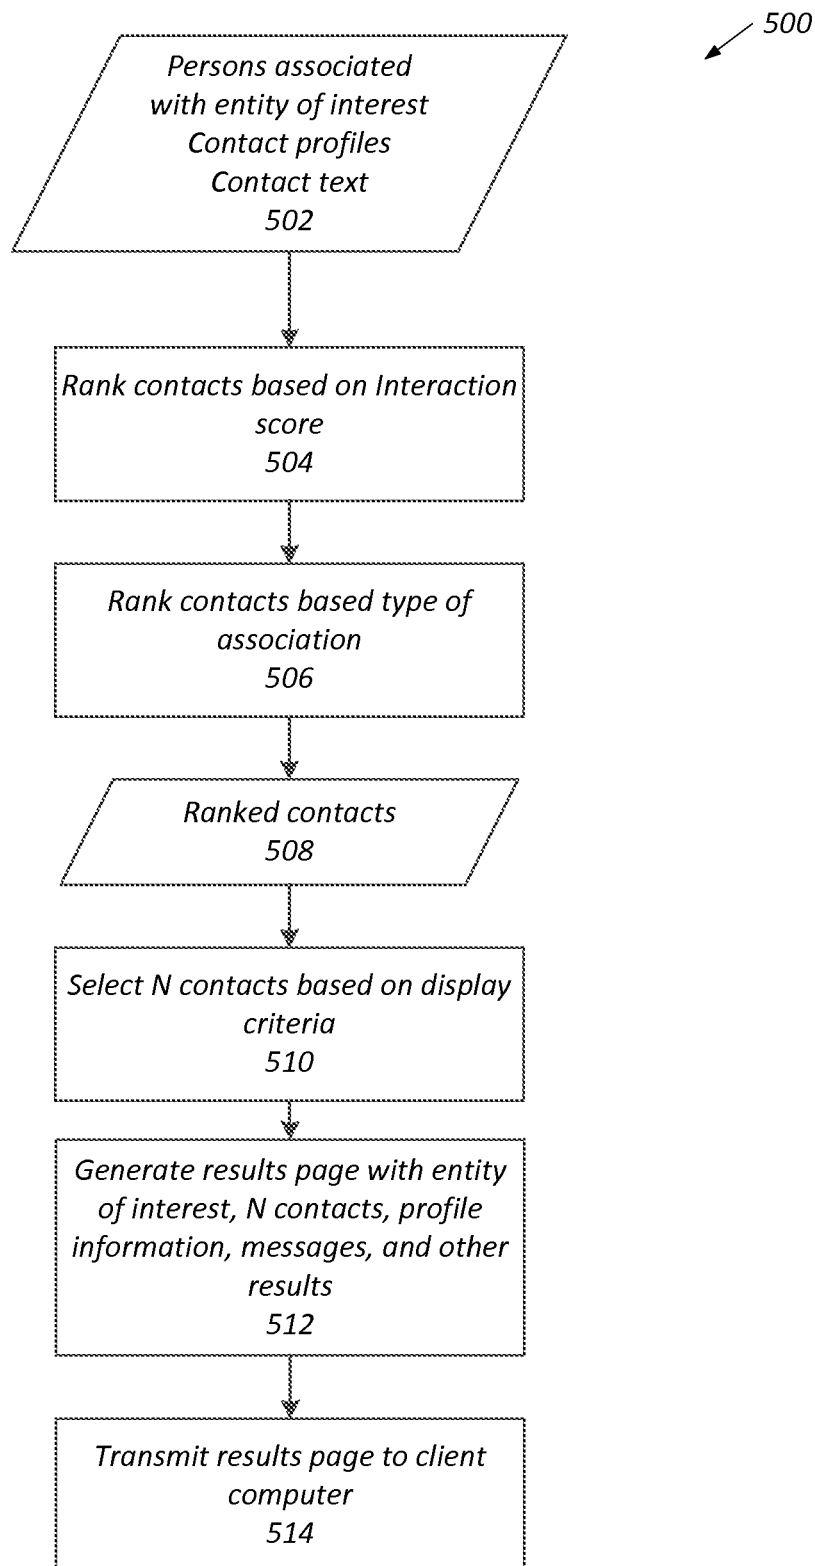 500
Persons associated
with entity of interest
Contact profiles
Contact text
502
Rank contacts based on Interaction
score
504
Rank contacts based type of
association
506
Ranked contacts
508
Select N contacts based on display
criteria
510
Generate results page with entity
of interest, N contacts, profile
information, messages, and other
results
512
Transmit results page to client
computer
514